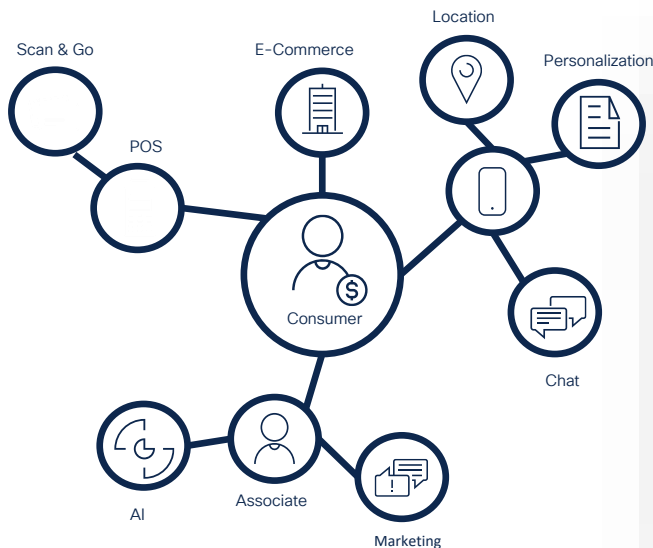 Location
Scan & Go
E-Commerce
Personalization
POS
$
Consumer
Chat
!
Associate
AI
Marketing